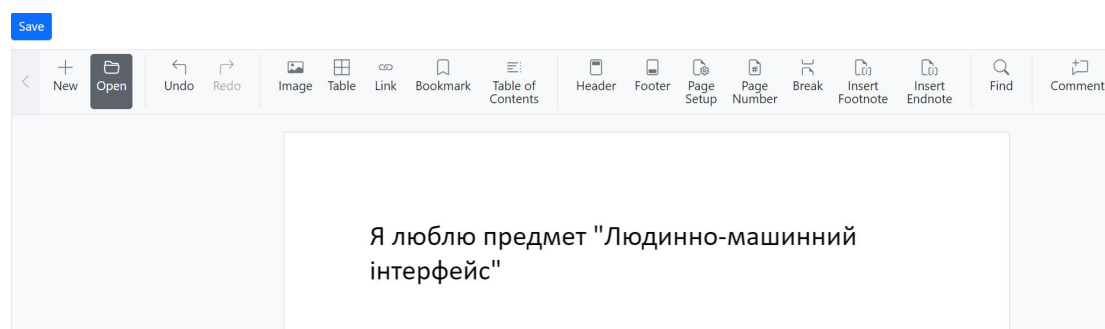 Save
New
Open
Undo
Redo
Image
Table
Link
Bookmark
Table of
Contents
Header
Footer
Page
Setup
Page
Number
Break
Insert
Footnote
Insert
Endnote
Find
Comment
Я люблю предмет "Людинно-машинний
інтерфейс"